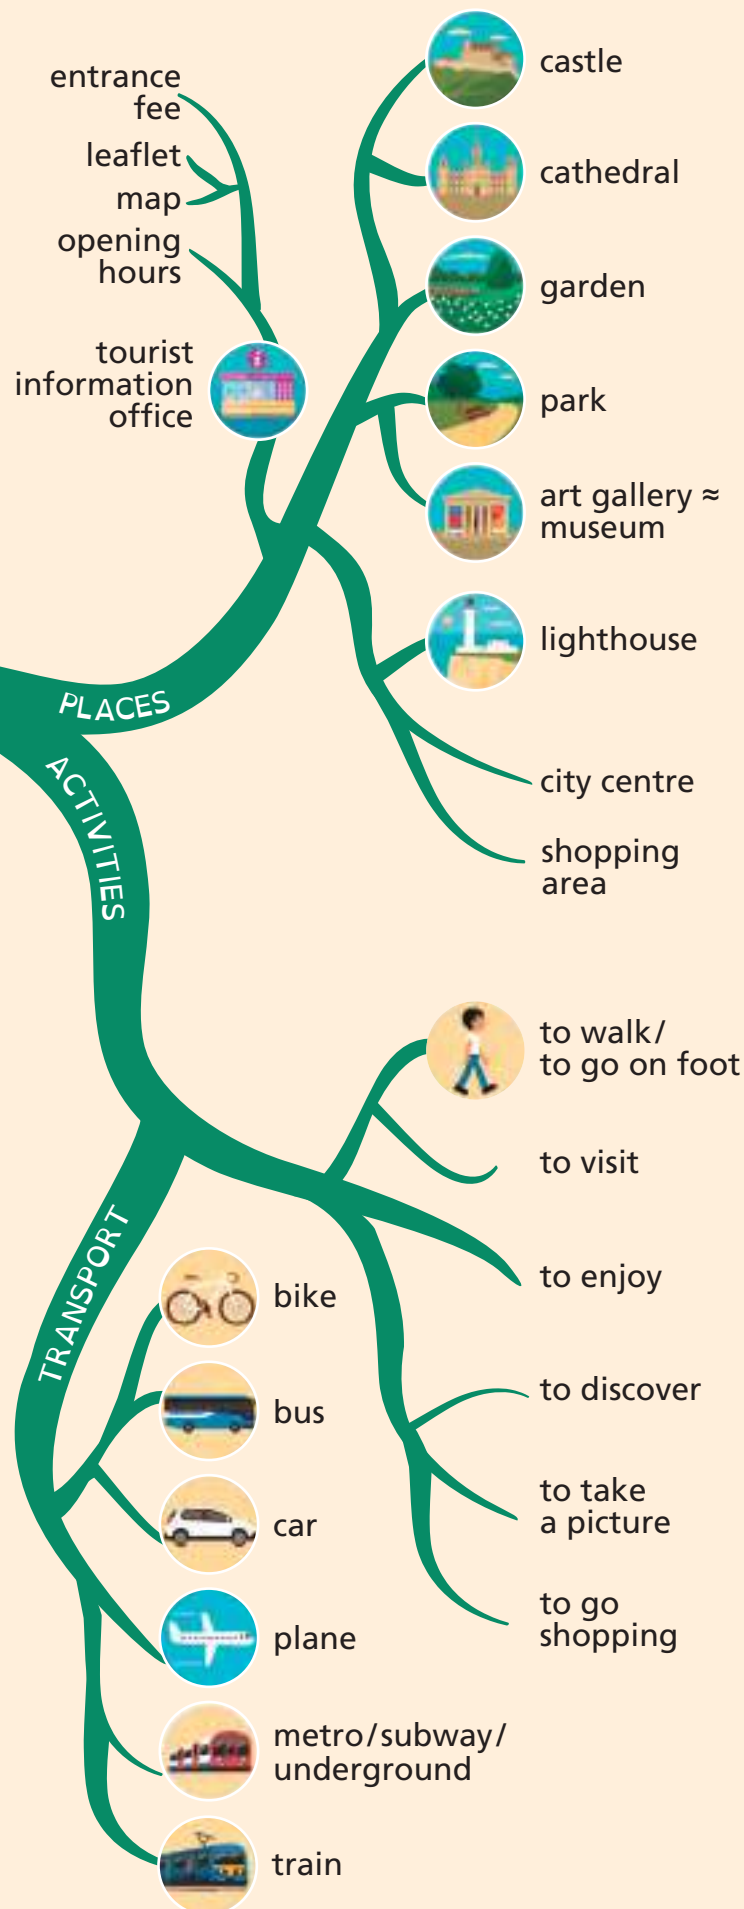 entrance
fee
leaflet
map
opening
hours
tourist
information
office
castle
cathedral
garden
park
art gallery ≈
museum
lighthouse
city centre
shopping
area
PLACES
ACTIVITIES
to walk/
to go on foot
to visit
to enjoy
to discover
to take
a picture
to go
shopping
TRANSPORT
bike
bus
car
plane
metro/subway/
underground
train